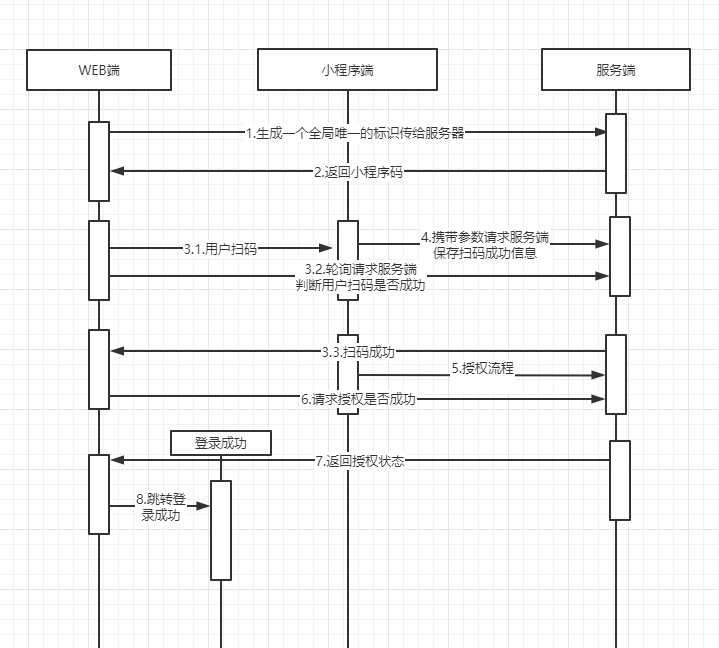 WEB端
小程序端
服务端
1.生成一个全局唯一的标识传给服务器
2.返回小程序码
3.1.用户扫码
4.携带参数请求服务端
保存扫码成功信息
3.2.轮询请求服务端
判断用户扫码是否成功
3.3.扫码成功
5.授权流程
6.请求授权是否成功
登录成功
7.返回授权状态
8.跳转登
录成功